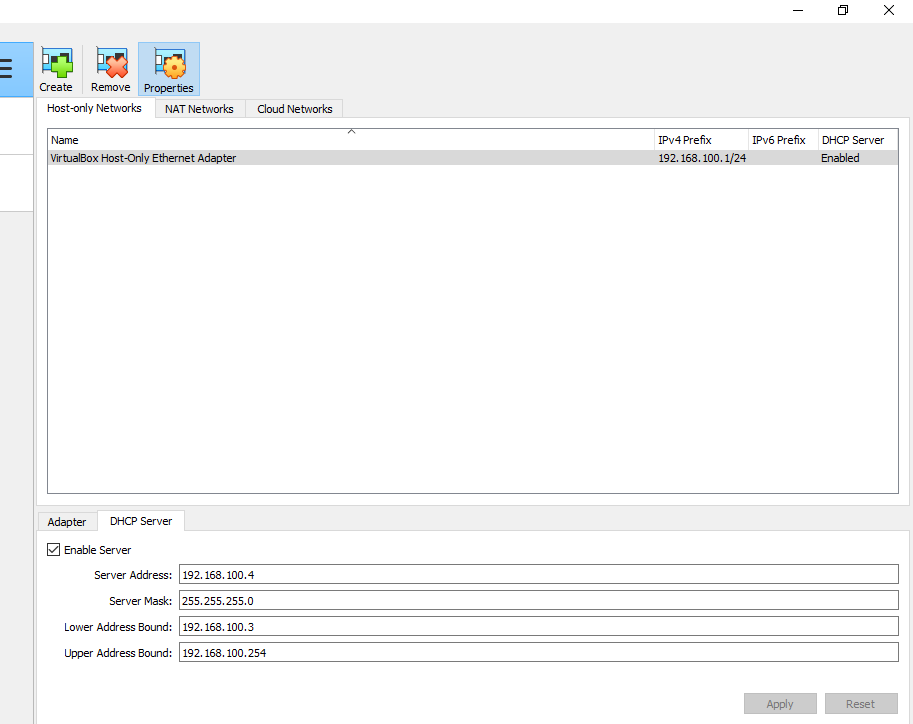 Create Remove Properties
Host-only Networks NAT Networks Cloud Networks
Name IPv4 Prefix IPv6 Prefix DHCP Server
VirtualBox Host-Only Ethernet Adapter 192.168.100.1/24 Enabled
Adapter DHCP Server
Enable Server
Server Address: 192.168.100.4
Server Mask: 255.255.255.0
Lower Address Bound: 192.168.100.3
Upper Address Bound: 192.168.100.254
Apply Reset